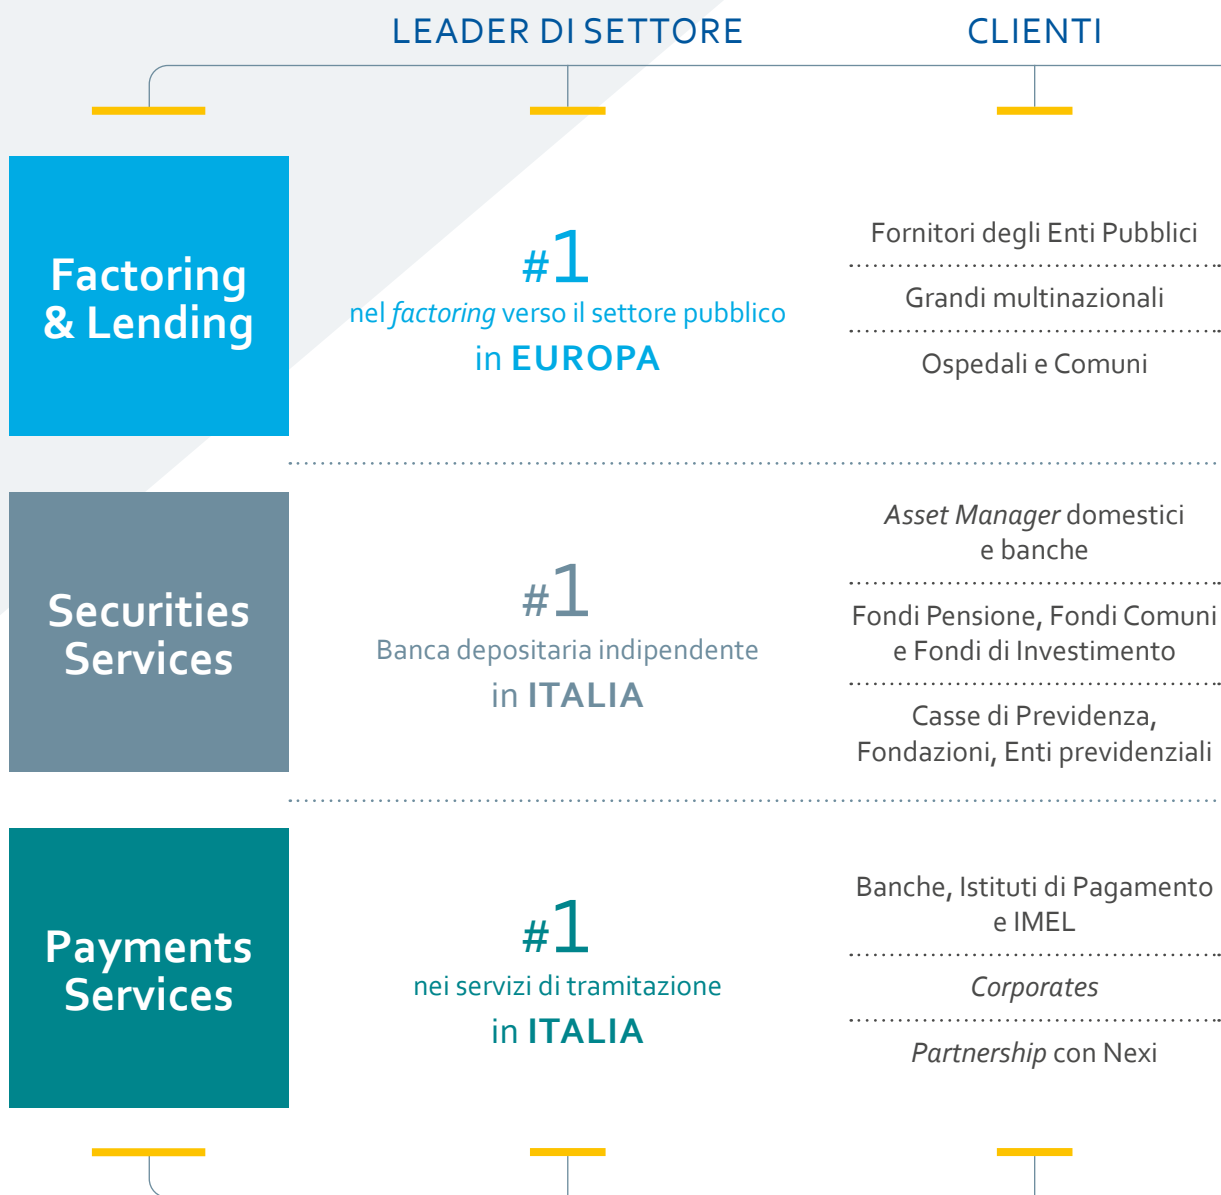 LEADER DI SETTORE
CLIENTI
Factoring
& Lending
#1
nel factoring verso il settore pubblico
in EUROPA
Fornitori degli Enti Pubblici
Grandi multinazionali
Ospedali e Comuni
Securities
Services
#1
Banca depositaria indipendente
in ITALIA
Asset Manager domestici
e banche
Fondi Pensione, Fondi Comuni
e Fondi di Investimento
Casse di Previdenza,
Fondazioni, Enti previdenziali
Payments
Services
#1
nei servizi di tramitazione
in ITALIA
Banche, Istituti di Pagamento
e IMEL
Corporates
Partnership con Nexi